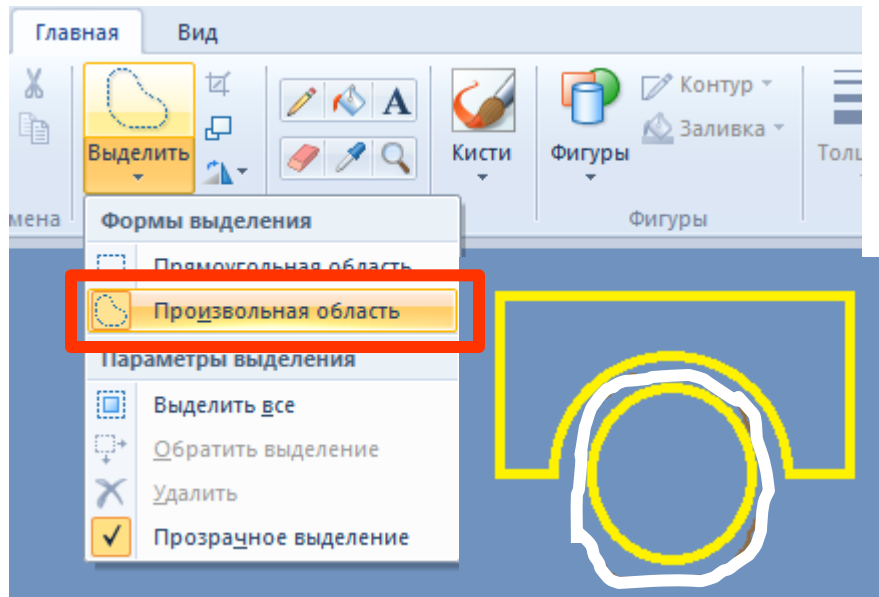 Главная Вид
Контур
Заливка
Выделить Кисти Фигуры
Фигуры
Формы выделения
Прямоугольная область
Произвольная область
Параметры выделения
Выделить все
Обратить выделение
Удалить
Прозрачное выделение